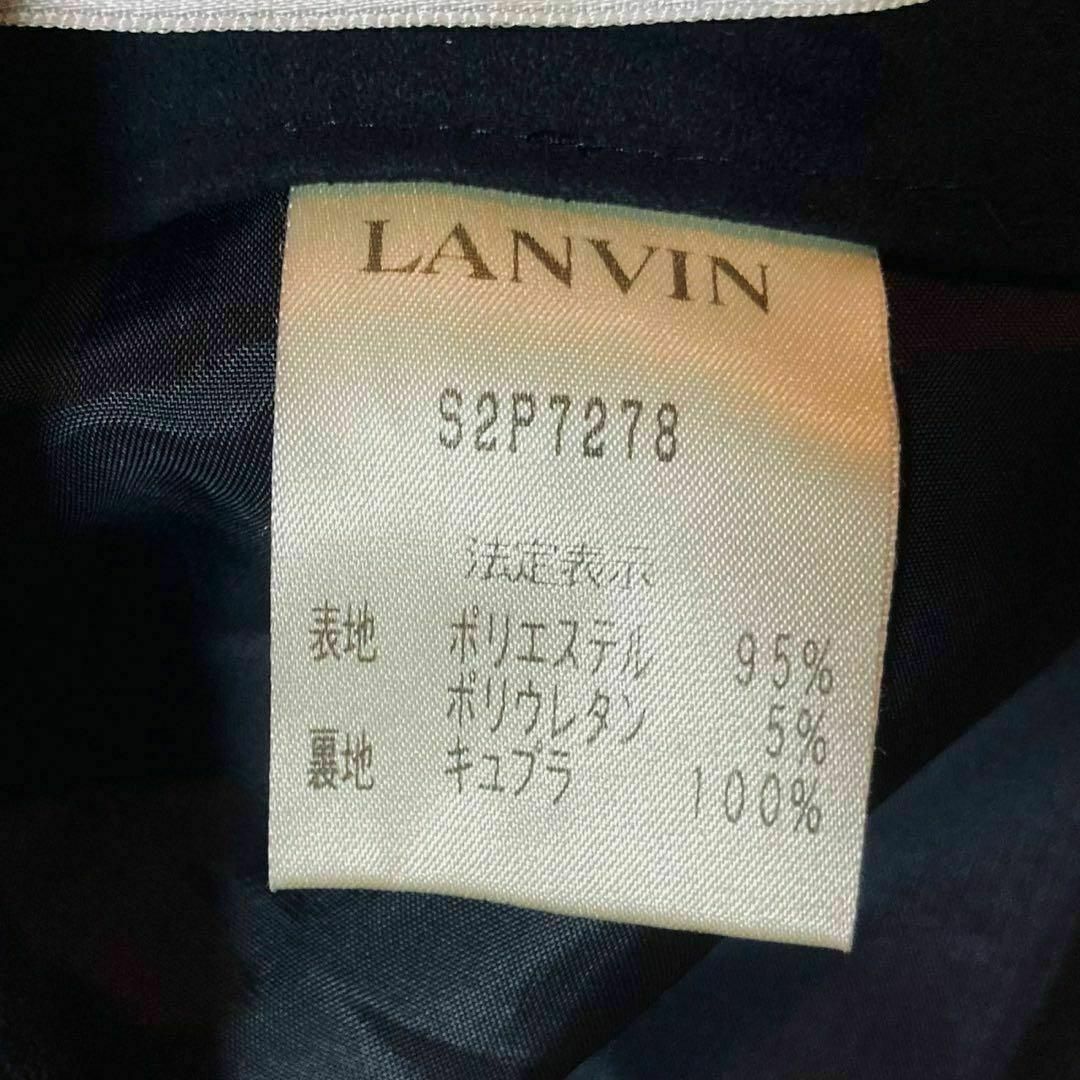 LANVIN
S2P7278
法定表示
表地 ポリエステル 95%
ポリウレタン 5%
裏地 キュプラ 100%